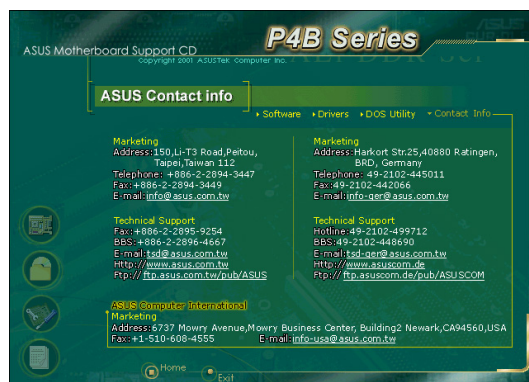 P4B Series
ASUS Motherboard Support CD
Copyright 2001 ASUSTek Computer Inc.
ASUS Contact info
Software Drivers DOS Utility Contact Info
Marketing
Address:150,Li-T3 Road,Peitou,
Taipei,Taiwan 112
Telephone: +886-2-2894-3447
Fax:+886-2-2894-3449
E-mail:info@asus.com.tw
Technical Support
Fax:+886-2-2895-9254
BBS:+886-2-2896-4667
E-mail:tsd@asus.com.tw
Http://www.asus.com.tw
Ftp://ftp.asus.com.tw/pub/ASUS
Marketing
Address:Harkort Str.25,40880 Ratingen,
BRD, Germany
Telephone: 49-2102-445011
Fax:49-2102-442066
E-mail:info-ger@asus.com.tw
Technical Support
Hotline:49-2102-499712
BBS:49-2102-448690
E-mail:tsd-ger@asus.com.tw
Http://www.asuscom.de
Ftp://ftp.asuscom.de/pub/ASUSCOM
ASUS Computer International
Marketing
Address:6737 Mowry Avenue,Mowry Business Center, Building2 Newark,CA94560,USA
Fax:+1-510-608-4555 E-mail:info-usa@asus.com.tw
Home
Exit